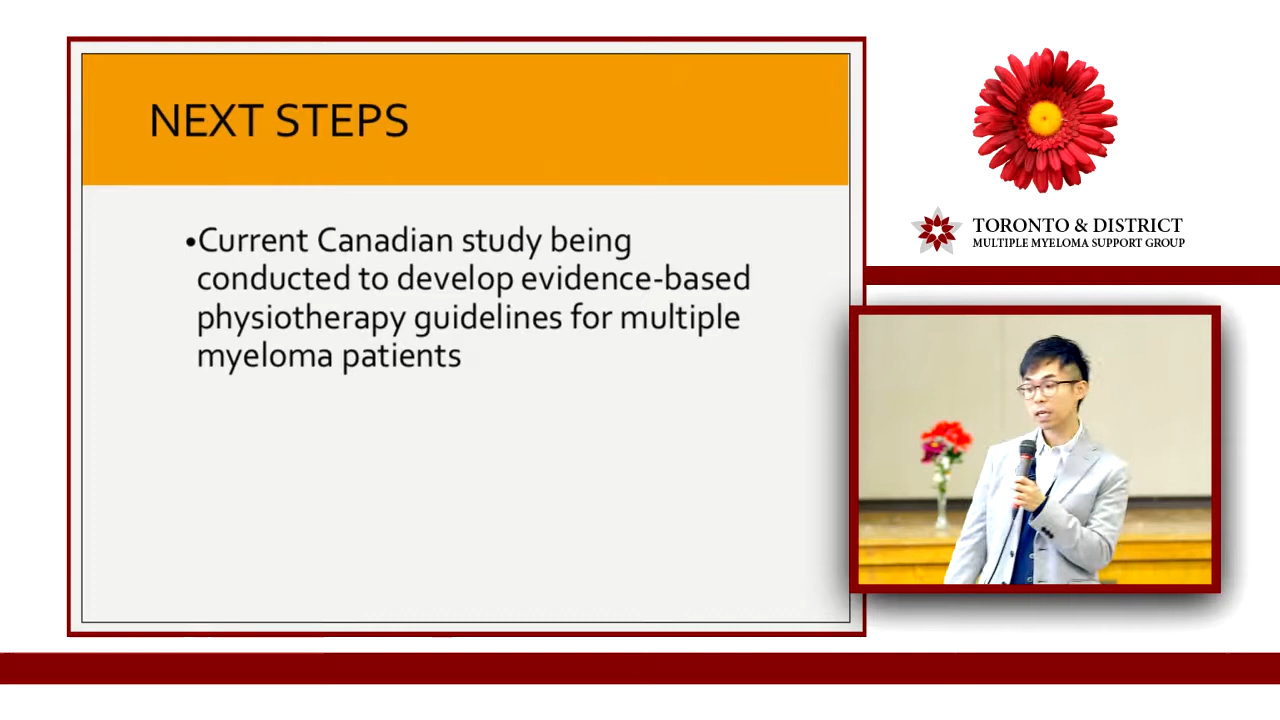 NEXT STEPS
•Current Canadian study being
conducted to develop evidence-based
physiotherapy guidelines for multiple
myeloma patients
TORONTO & DISTRICT
MULTIPLE MYELOMA SUPPORT GROUP